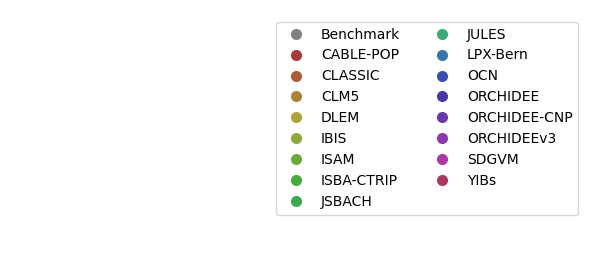 Benchmark
CABLE-POP
CLASSIC
CLM5
DLEM
IBIS
ISAM
ISBA-CTRIP
JSBACH
JULES
LPX-Bern
OCN
ORCHIDEE
ORCHIDEE-CNP
ORCHIDEEv3
SDGVM
YIBs